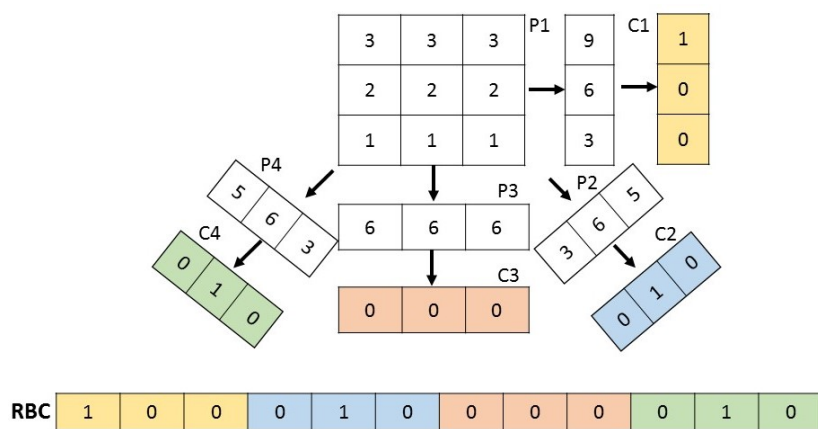 3 3 3 P1 9 C1 1
2 2 2 6 0
1 1 1 3 0
P4 5 6 3
P3 6 6 6
P2 3 6 5
C4 0 1 0
C3 0 0 0
C2 0 1 0
RBC 1 0 0 0 1 0 0 0 0 0 1 0